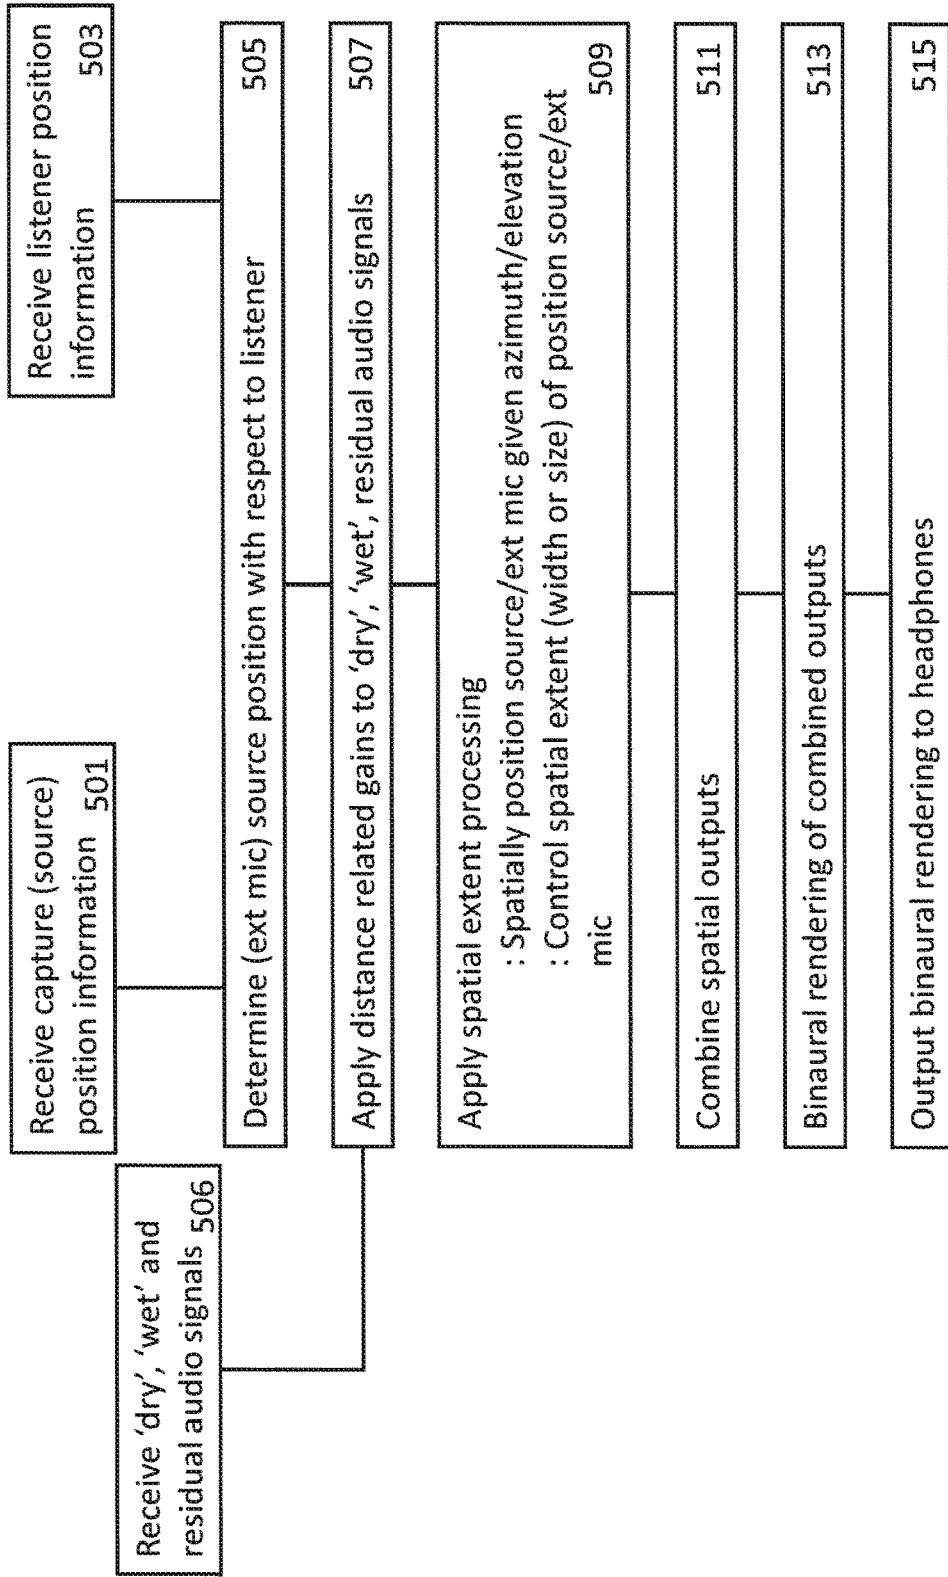 Receive capture (source)
position information 501
Receive listener position
information 503
Determine (ext mic) source position with respect to listener 505
Receive 'dry', 'wet' and
residual audio signals 506
Apply distance related gains to 'dry', 'wet', residual audio signals 507
Apply spatial extent processing
: Spatially position source/ext mic given azimuth/elevation
: Control spatial extent (width or size) of position source/ext
mic 509
Combine spatial outputs 511
Binaural rendering of combined outputs 513
Output binaural rendering to headphones 515